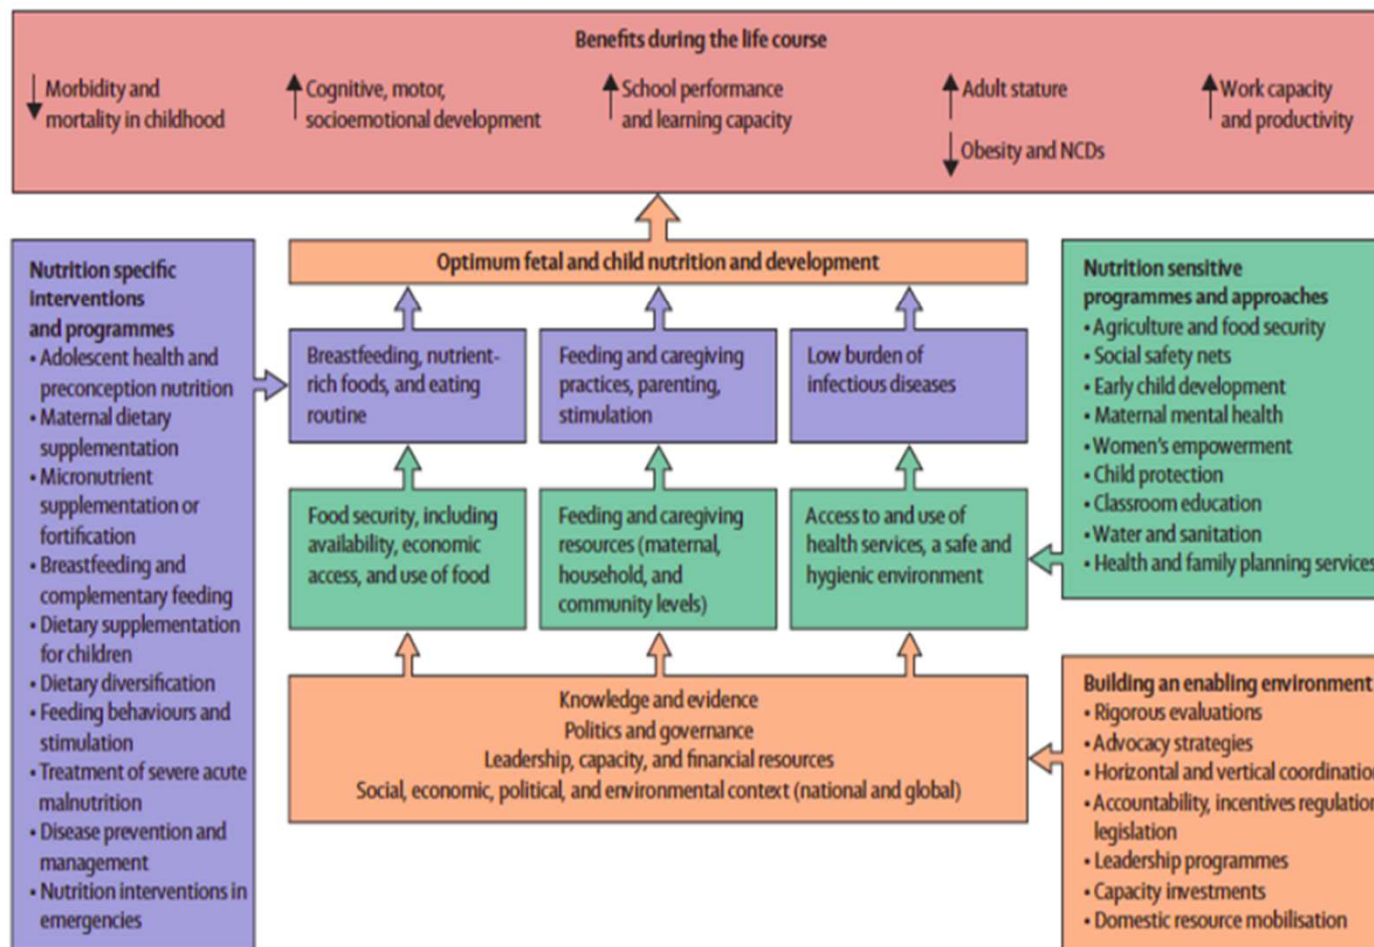 Benefits during the life course
Morbidity and
mortality in childhood
Cognitive, motor,
socioemotional development
School performance
and learning capacity
Adult stature
Obesity and NCDs
Work capacity
and productivity
Nutrition specific
interventions
and programmes
• Adolescent health and
preconception nutrition
• Maternal dietary
supplementation
• Micronutrient
supplementation or
fortification
• Breastfeeding and
complementary feeding
• Dietary supplementation
for children
• Dietary diversification
• Feeding behaviours and
stimulation
• Treatment of severe acute
malnutrition
• Disease prevention and
management
• Nutrition interventions in
emergencies
Optimum fetal and child nutrition and development
Breastfeeding, nutrient-
rich foods, and eating
routine
Feeding and caregiving
practices, parenting,
stimulation
Low burden of
infectious diseases
Food security, including
availability, economic
access, and use of food
Feeding and caregiving
resources (maternal,
household, and
community levels)
Access to and use of
health services, a safe and
hygienic environment
Knowledge and evidence
Politics and governance
Leadership, capacity, and financial resources
Social, economic, political, and environmental context (national and global)
Nutrition sensitive
programmes and approaches
• Agriculture and food security
• Social safety nets
• Early child development
• Maternal mental health
• Women's empowerment
• Child protection
• Classroom education
• Water and sanitation
• Health and family planning services
Building an enabling environment
• Rigorous evaluations
• Advocacy strategies
• Horizontal and vertical coordination
• Accountability, incentives regulation
legislation
• Leadership programmes
• Capacity investments
• Domestic resource mobilisation